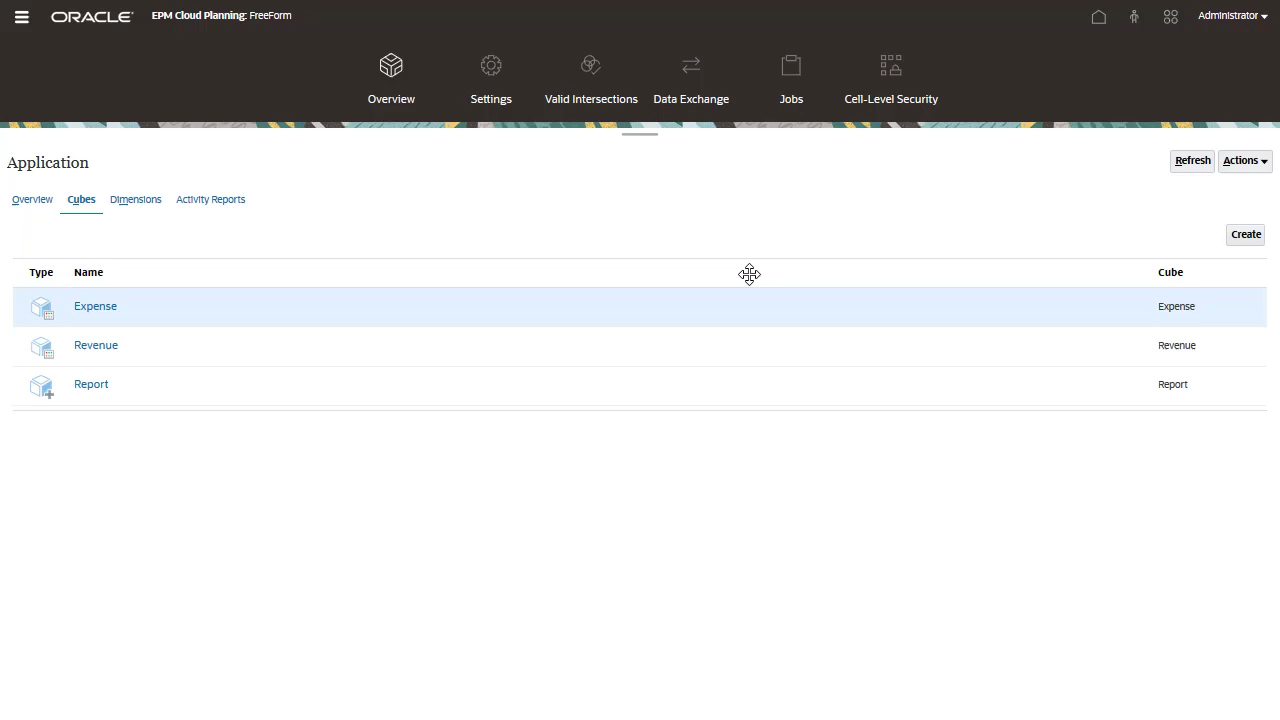 ORACLE EPM Cloud Planning: FreeForm Administrator
Overview Settings Valid Intersections Data Exchange Jobs Cell-Level Security
Application Refresh Actions
Overview Cubes Dimensions Activity Reports
Create
Type Name Cube
Expense Expense
Revenue Revenue
Report Report